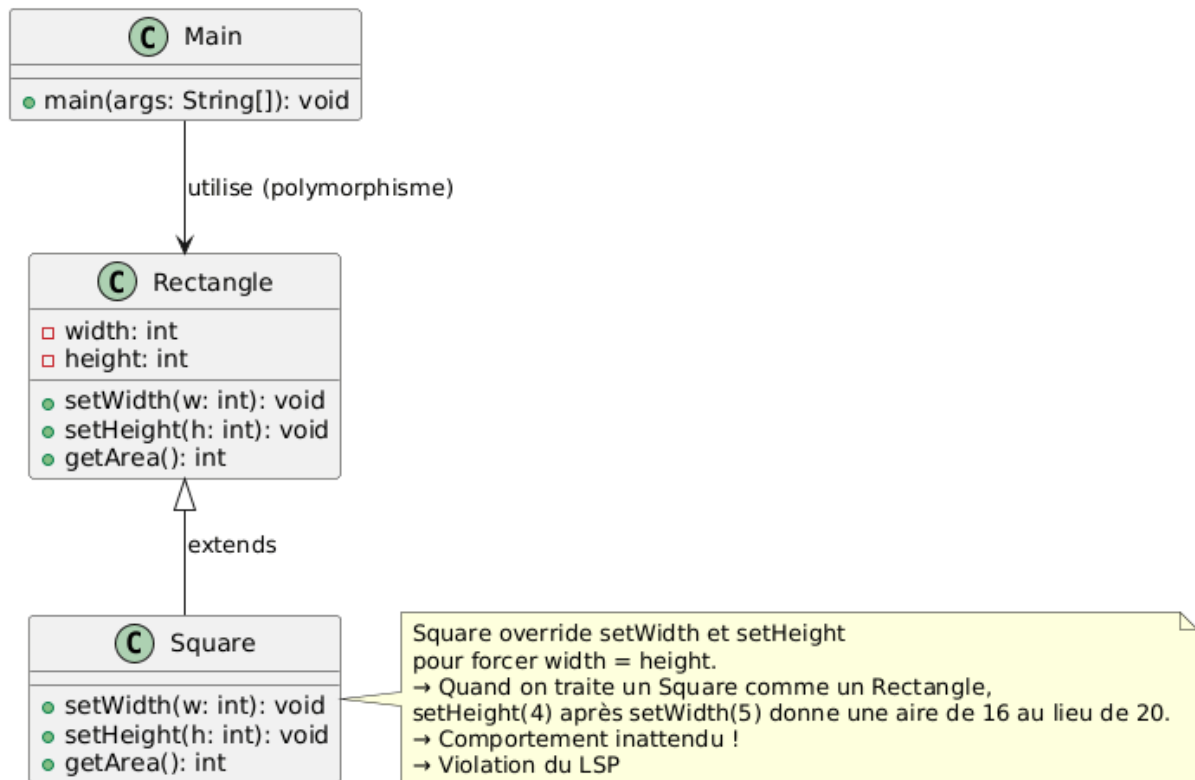 C Main
main(args: String[]): void
utilise (polymorphisme)
C Rectangle
width: int
height: int
setWidth(w: int): void
setHeight(h: int): void
getArea(): int
extends
C Square
setWidth(w: int): void
setHeight(h: int): void
getArea(): int
Square override setWidth et setHeight
pour forcer width = height.
→ Quand on traite un Square comme un Rectangle,
setHeight(4) après setWidth(5) donne une aire de 16 au lieu de 20.
→ Comportement inattendu !
→ Violation du LSP